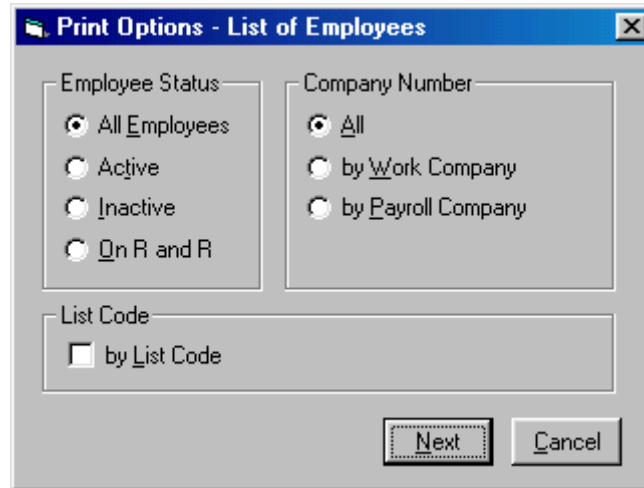 Print Options - List of Employees
Employee Status
All Employees
Active
Inactive
On R and R
Company Number
All
by Work Company
by Payroll Company
List Code
by List Code
Next
Cancel